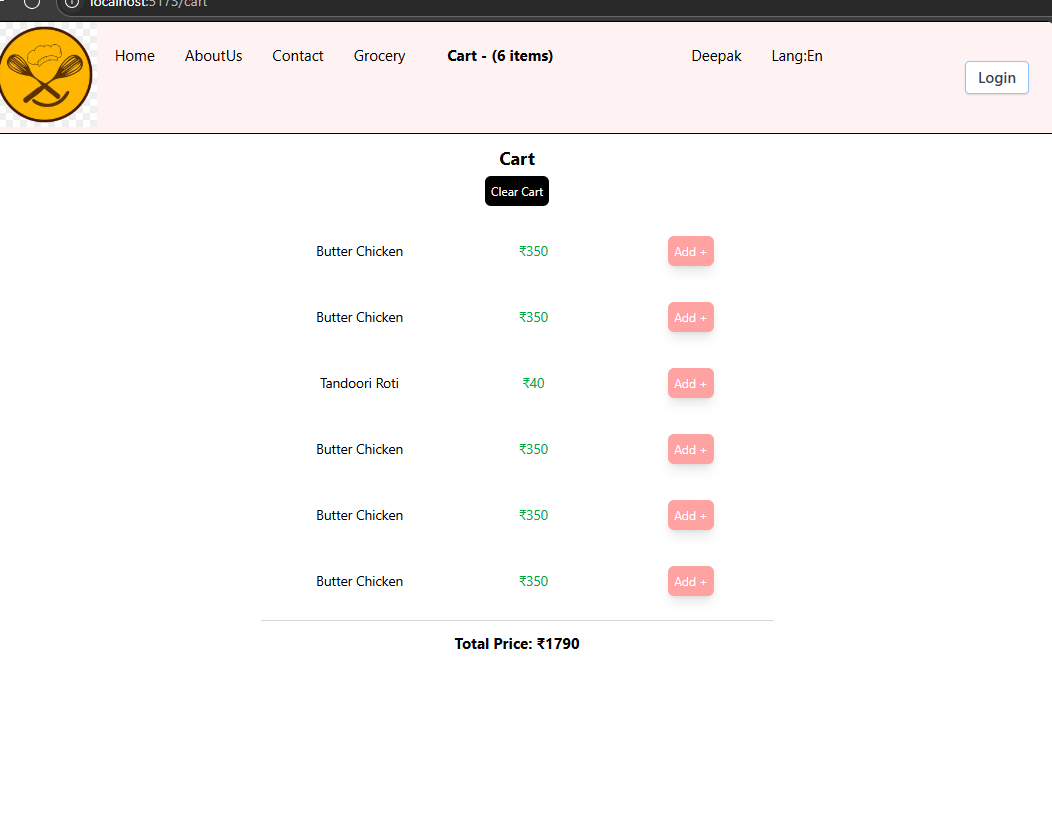 localhost:5173/cart
Home AboutUs Contact Grocery Cart - (6 items) Deepak Lang:En
Login
Cart
Clear Cart
Butter Chicken ₹350 Add +
Butter Chicken ₹350 Add +
Tandoori Roti ₹40 Add +
Butter Chicken ₹350 Add +
Butter Chicken ₹350 Add +
Butter Chicken ₹350 Add +
Total Price: ₹1790